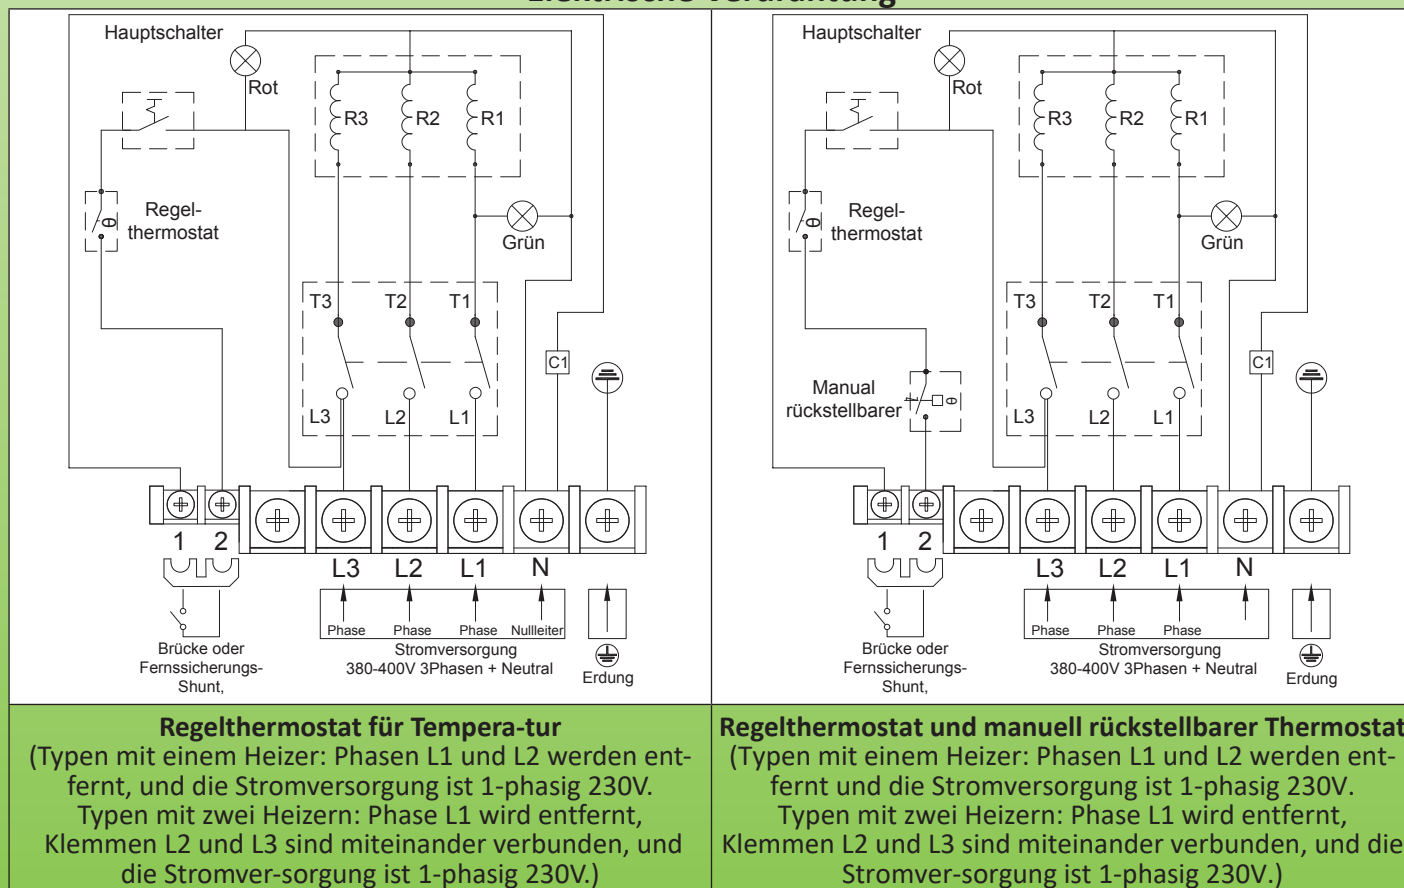 Hauptschalter
Rot
R3 R2 R1
Regel-
thermostat
θ
Grün
T3 T2 T1
C1
L3 L2 L1
1 2
L3 L2 L1 N
Phase Phase Phase Nullleiter
Brücke oder
Fernssicherungs-
Shunt,
Stromversorgung
380-400V 3Phasen + Neutral
Erdung
Regelthermostat für Tempera-tur
(Typen mit einem Heizer: Phasen L1 und L2 werden ent-
fernt, und die Stromversorgung ist 1-phasig 230V.
Typen mit zwei Heizern: Phase L1 wird entfernt,
Klemmen L2 und L3 sind miteinander verbunden, und
die Stromver-sorgung ist 1-phasig 230V.)
Hauptschalter
Rot
R3 R2 R1
Regel-
thermostat
θ
Grün
T3 T2 T1
C1
Manual
rückstellbarer
θ
L3 L2 L1
1 2
L3 L2 L1 N
Phase Phase Phase
Brücke oder
Fernssicherungs-
Shunt,
Stromversorgung
380-400V 3Phasen + Neutral
Erdung
Regelthermostat und manuell rückstellbarer Thermostat
(Typen mit einem Heizer: Phasen L1 und L2 werden ent-
fernt und die Stromversorgung ist 1-phasig 230V.
Typen mit zwei Heizern: Phase L1 wird entfernt,
Klemmen L2 und L3 sind miteinander verbunden, und die
Stromver-sorgung ist 1-phasig 230V.)